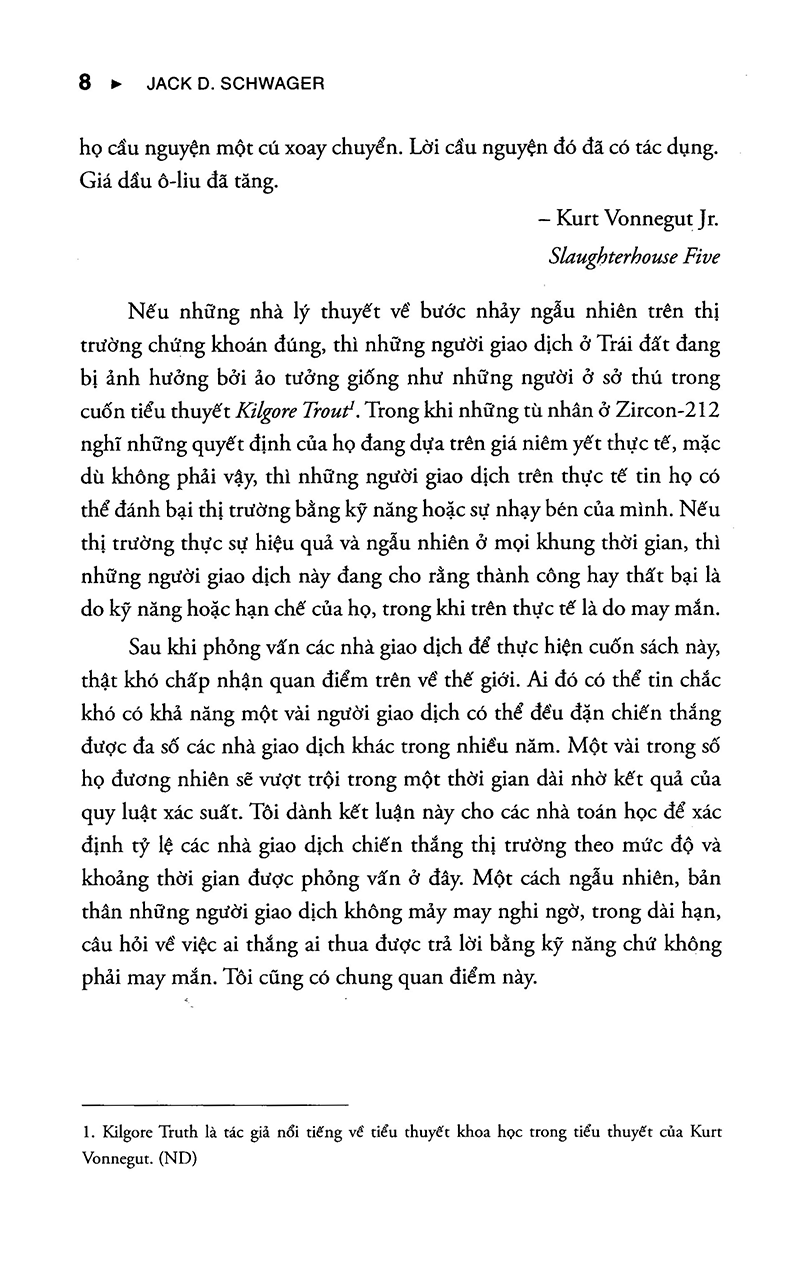 8 ► JACK D. SCHWAGER
họ cầu nguyện một cú xoay chuyển. Lời cầu nguyện đó đã có tác dụng.
Giá dầu ô-liu đã tăng.
– Kurt Vonnegut Jr.
Slaughterhouse Five
Nếu những nhà lý thuyết về bước nhảy ngẫu nhiên trên thị
trường chứng khoán đúng, thì những người giao dịch ở Trái đất đang
bị ảnh hưởng bởi ảo tưởng giống như những người ở sở thú trong
cuốn tiểu thuyết Kilgore Trout¹. Trong khi những tù nhân ở Zircon-212
nghĩ những quyết định của họ đang dựa trên giá niêm yết thực tế, mặc
dù không phải vậy, thì những người giao dịch trên thực tế tin họ có
thể đánh bại thị trường bằng kỹ năng hoặc sự nhạy bén của mình. Nếu
thị trường thực sự hiệu quả và ngẫu nhiên ở mọi khung thời gian, thì
những người giao dịch này đang cho rằng thành công hay thất bại là
do kỹ năng hoặc hạn chế của họ, trong khi trên thực tế là do may mắn.
Sau khi phỏng vấn các nhà giao dịch để thực hiện cuốn sách này,
thật khó chấp nhận quan điểm trên về thế giới. Ai đó có thể tin chắc
khó có khả năng một vài người giao dịch có thể đều đặn chiến thắng
được đa số các nhà giao dịch khác trong nhiều năm. Một vài trong số
họ đương nhiên sẽ vượt trội trong một thời gian dài nhờ kết quả của
quy luật xác suất. Tôi dành kết luận này cho các nhà toán học để xác
định tỷ lệ các nhà giao dịch chiến thắng thị trường theo mức độ và
khoảng thời gian được phỏng vấn ở đây. Một cách ngẫu nhiên, bản
thân những người giao dịch không mảy may nghi ngờ, trong dài hạn,
câu hỏi về việc ai thắng ai thua được trả lời bằng kỹ năng chứ không
phải may mắn. Tôi cũng có chung quan điểm này.
1. Kilgore Truth là tác giả nổi tiếng về tiểu thuyết khoa học trong tiểu thuyết của Kurt
Vonnegut. (ND)